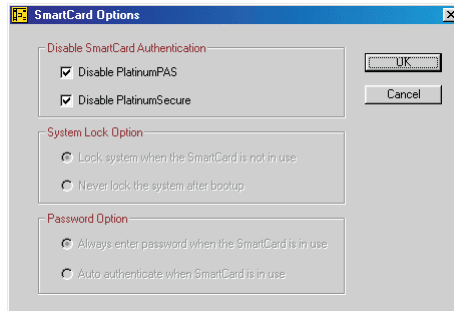 SmartCard Options
Disable SmartCard Authentication
Disable PlatinumPAS
Disable PlatinumSecure
OK
Cancel
System Lock Option
Lock system when the SmartCard is not in use
Never lock the system after bootup
Password Option
Always enter password when the SmartCard is in use
Auto authenticate when SmartCard is in use